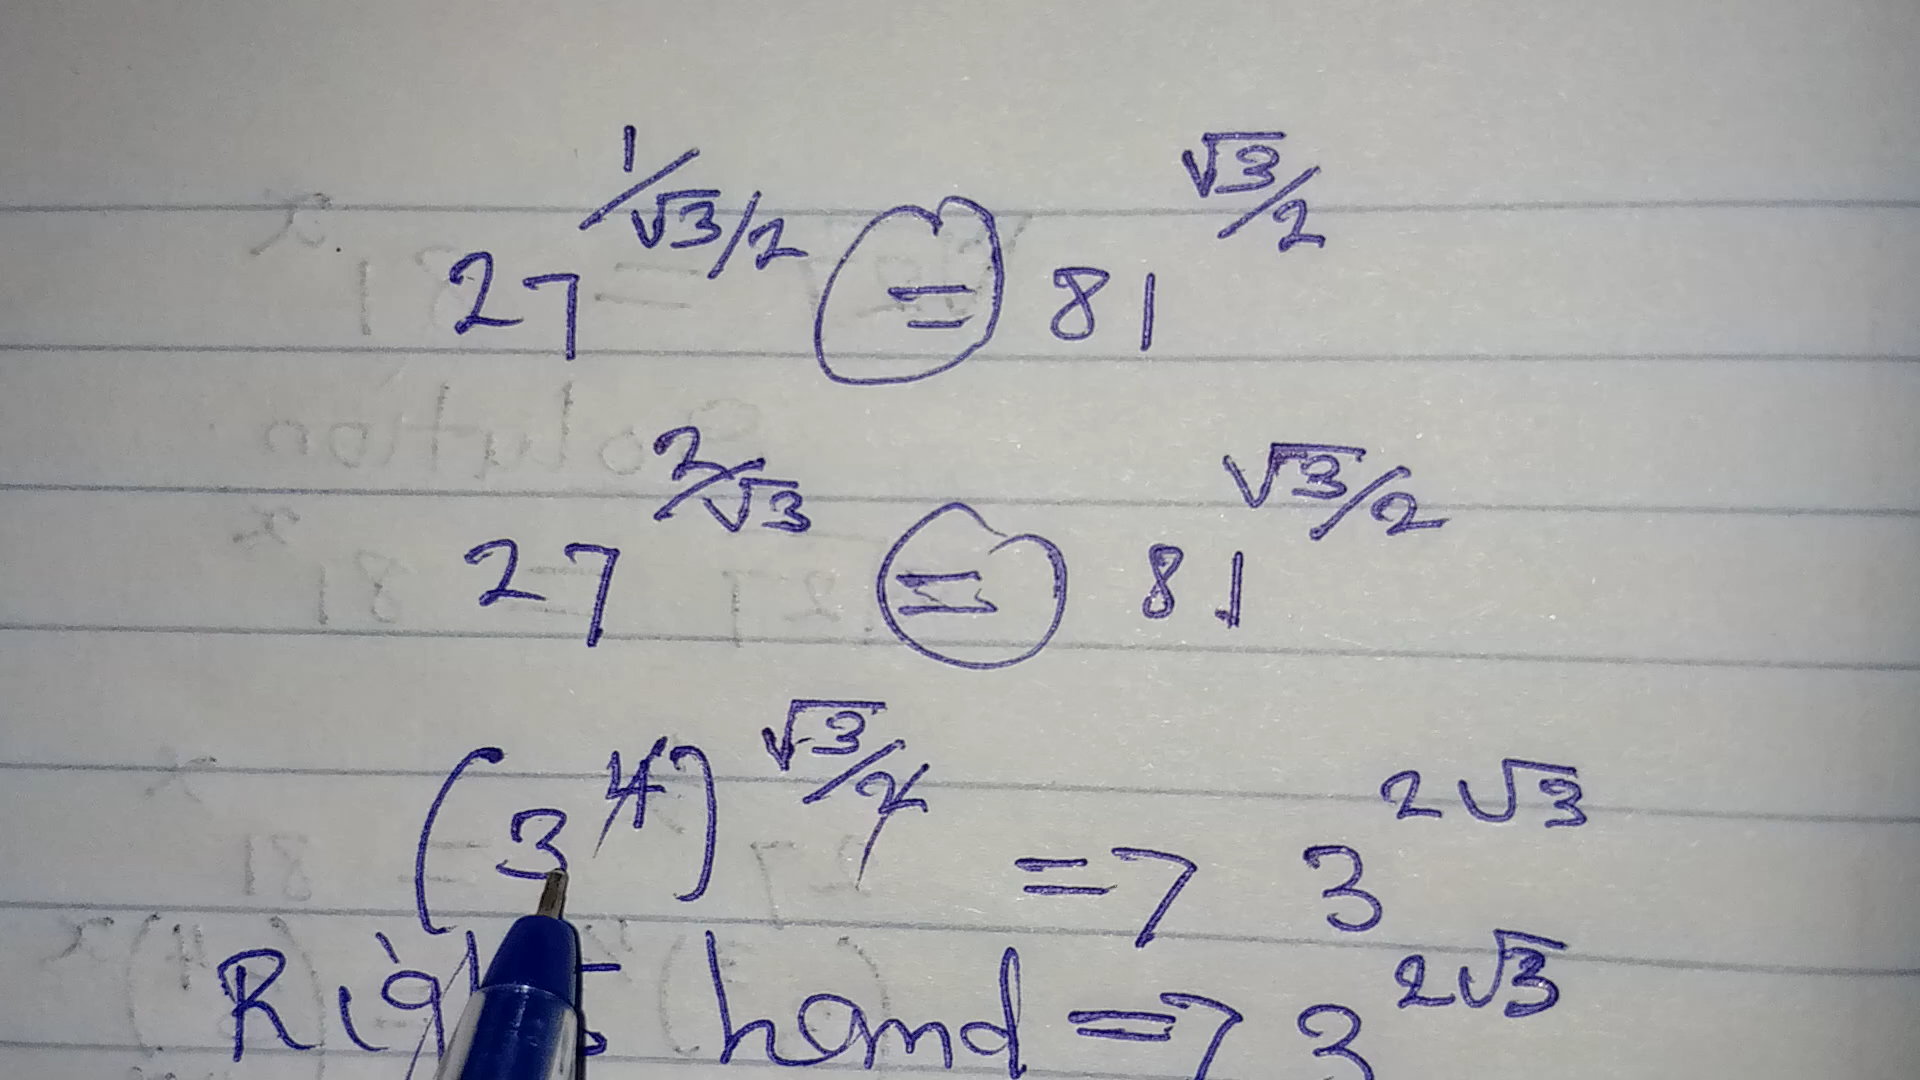 27^(1/√3/2) = 81^(√3/2)
27^(2/√3) = 81^(√3/2)
(3^4)^(√3/2) => 3^(2√3)
Right hand => 3^(2√3)